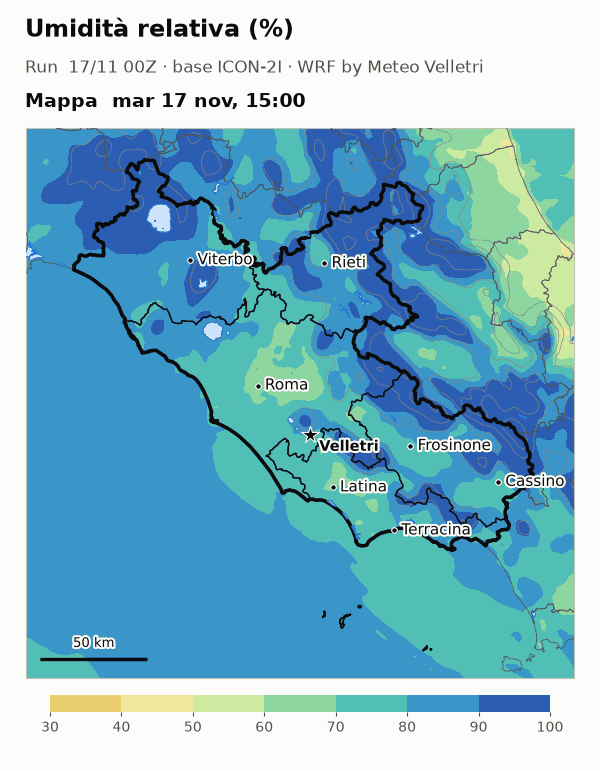 Umidità relativa (%)
Run 17/11 00Z · base ICON-2I · WRF by Meteo Velletri
Mappa mar 17 nov, 15:00
Viterbo
Rieti
Roma
Velletri
Frosinone
Cassino
Latina
Terracina
50 km
30 40 50 60 70 80 90 100